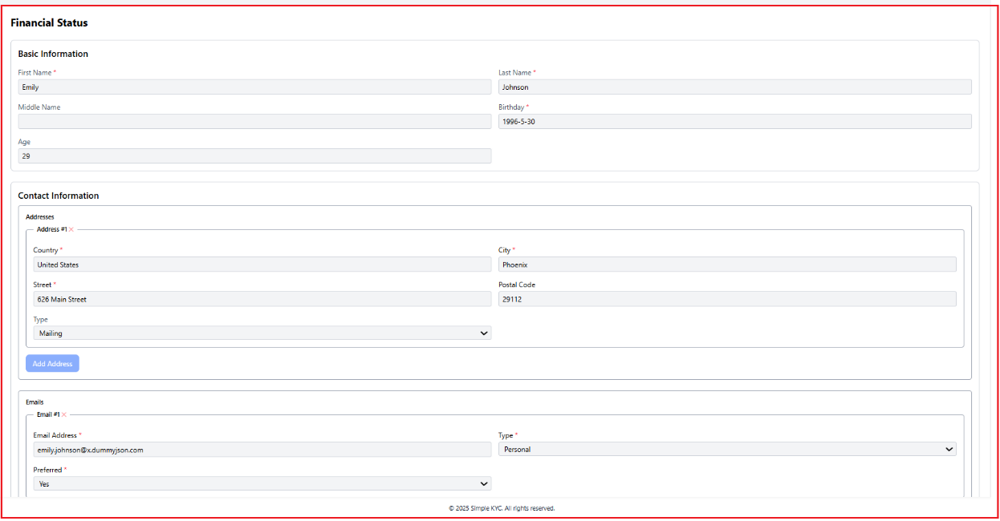 Financial Status
Basic Information
First Name *
Last Name *
Emily
Johnson
Middle Name
Birthday *
1996-5-30
Age
29
Contact Information
Addresses
Address #1 ×
Country *
City *
United States
Phoenix
Street *
Postal Code
626 Main Street
29112
Type
Mailing
Add Address
Emails
Email #1 ×
Email Address *
Type *
emily.johnson@x.dummyjson.com
Personal
Preferred *
Yes
© 2025 Simple KYC. All rights reserved.